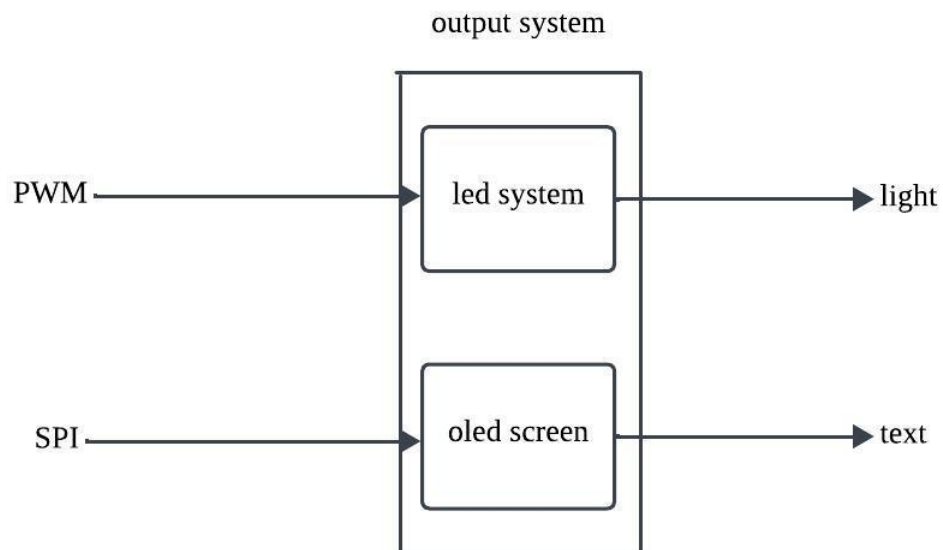 output system
PWM
led system
light
SPI
oled screen
text